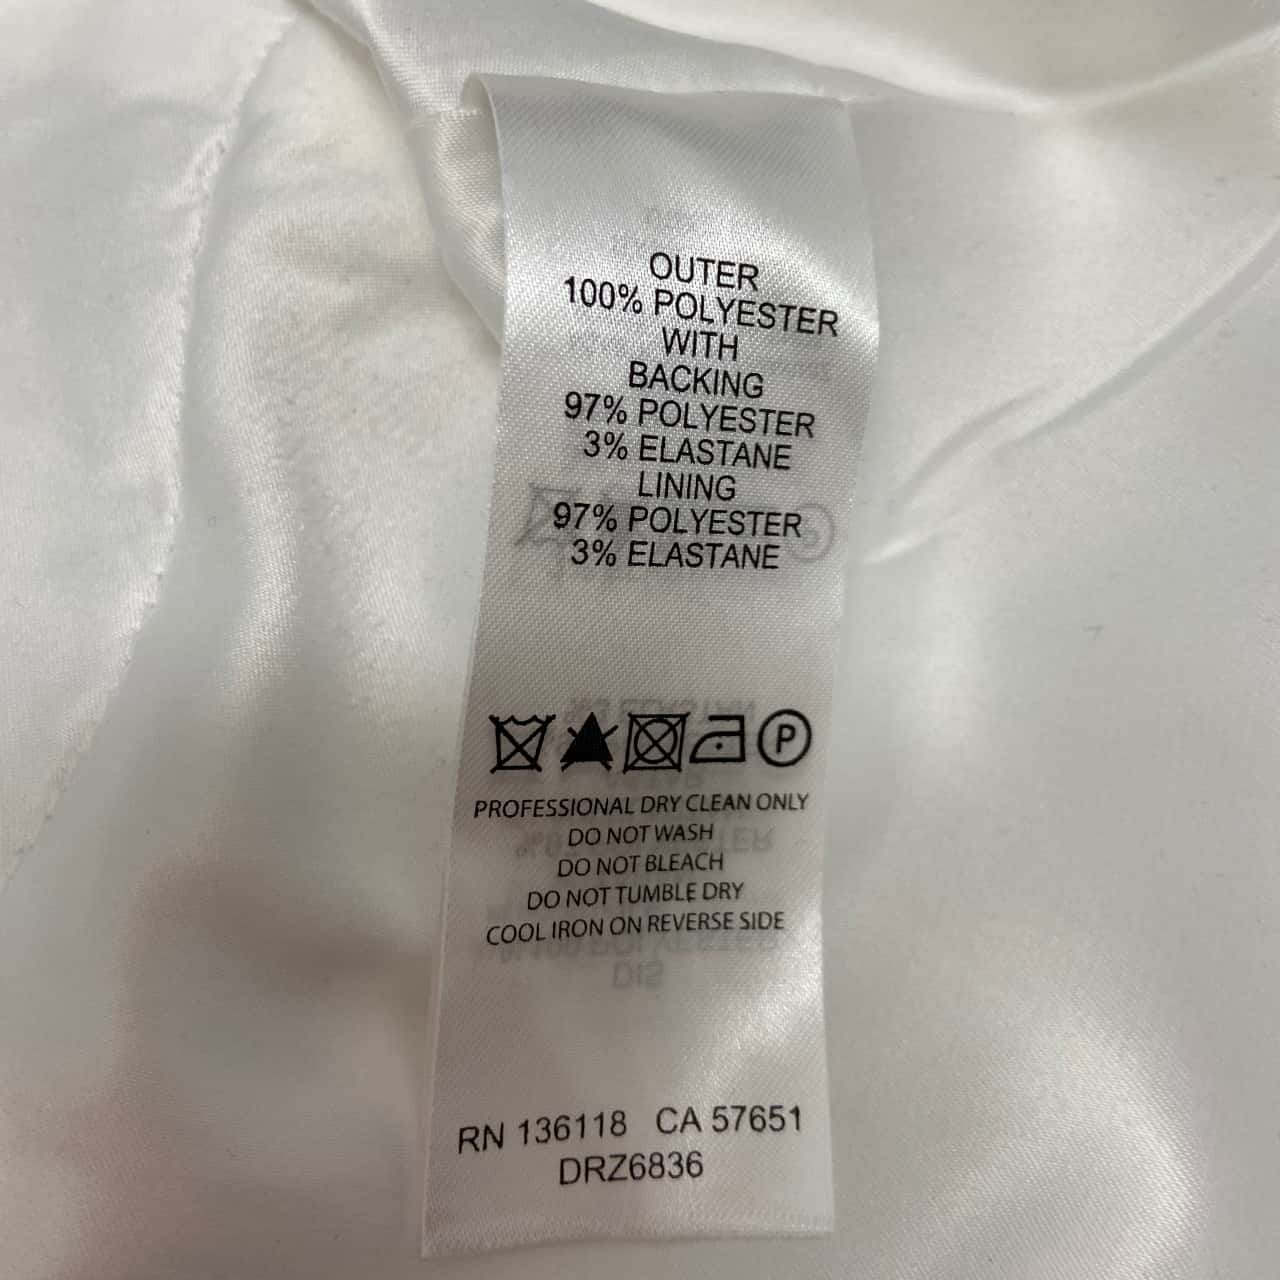 OUTER
100% POLYESTER
WITH
BACKING
97% POLYESTER
3% ELASTANE
LINING
97% POLYESTER
3% ELASTANE
P
PROFESSIONAL DRY CLEAN ONLY
DO NOT WASH
DO NOT BLEACH
DO NOT TUMBLE DRY
COOL IRON ON REVERSE SIDE
RN 136118 CA 57651
DRZ6836